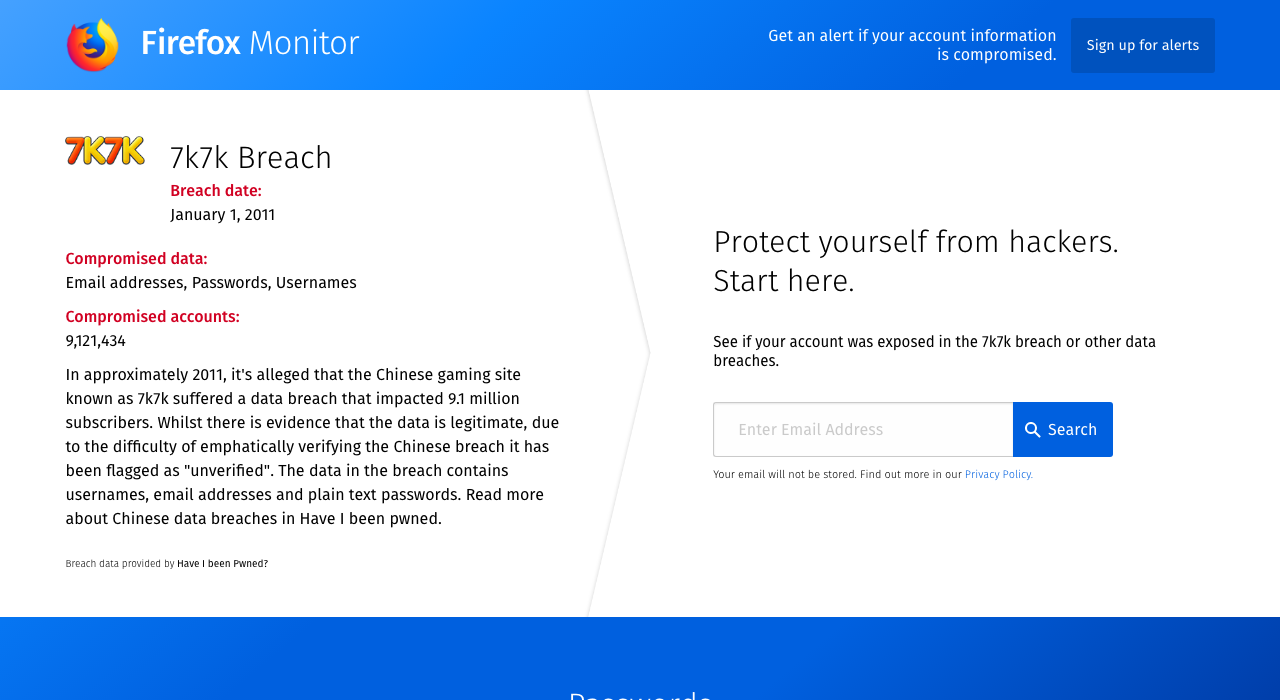 Firefox Monitor
Get an alert if your account information
is compromised.
Sign up for alerts
7K7K
7k7k Breach
Breach date:
January 1, 2011
Compromised data:
Email addresses, Passwords, Usernames
Compromised accounts:
9,121,434
In approximately 2011, it's alleged that the Chinese gaming site
known as 7k7k suffered a data breach that impacted 9.1 million
subscribers. Whilst there is evidence that the data is legitimate, due
to the difficulty of emphatically verifying the Chinese breach it has
been flagged as "unverified". The data in the breach contains
usernames, email addresses and plain text passwords. Read more
about Chinese data breaches in Have I been pwned.
Breach data provided by Have I been Pwned?
Protect yourself from hackers.
Start here.
See if your account was exposed in the 7k7k breach or other data
breaches.
Enter Email Address
Search
Your email will not be stored. Find out more in our Privacy Policy.
Passwords